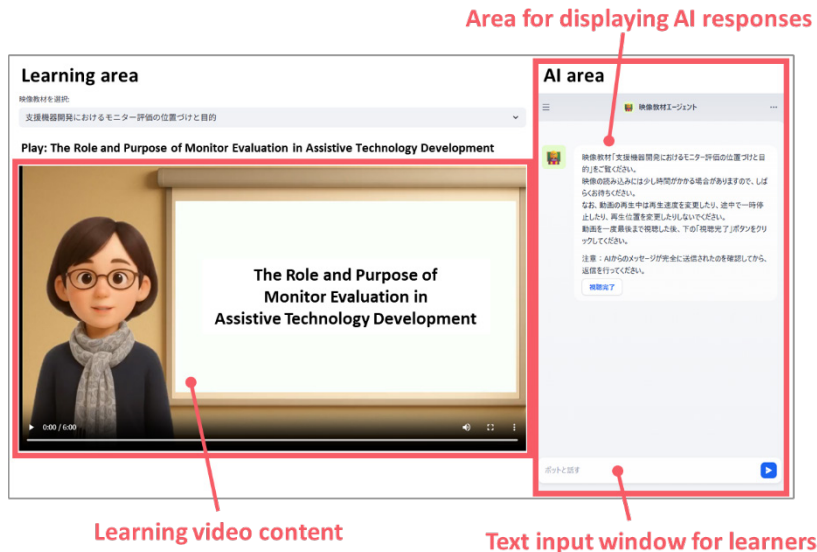 Area for displaying AI responses
Learning area
映像教材を選択:
支援機器開発におけるモニター評価の位置づけと目的
Play: The Role and Purpose of Monitor Evaluation in Assistive Technology Development
The Role and Purpose of
Monitor Evaluation in
Assistive Technology Development
0:00 / 6:00
AI area
映像教材エージェント
映像教材「支援機器開発におけるモニター評価の位置づけと目
的」をご覧ください。
映像の読み込みには少し時間がかかる場合がありますので、しば
らくお待ちください。
なお、動画の再生中は再生速度を変更したり、途中で一時停
止したり、再生位置を変更したりしないでください。
動画を一度最後まで視聴した後、下の「視聴完了」ボタンをクリ
ックしてください。
注意：AIからのメッセージが完全に送信されたのを確認してから、
返信を行ってください。
視聴完了
ボットと話す
Learning video content
Text input window for learners